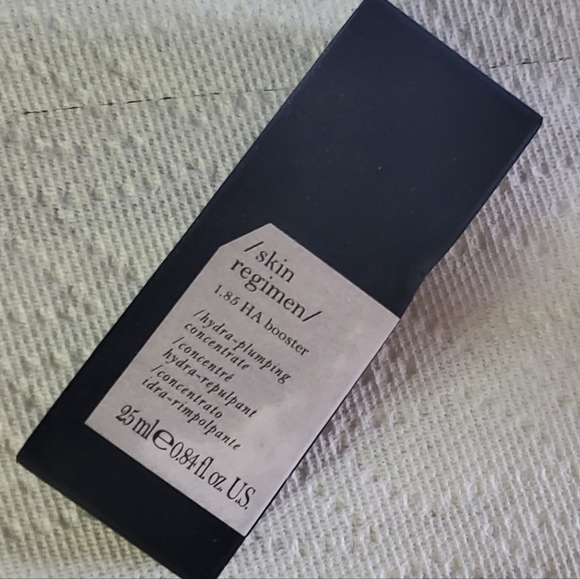 /skin
regimen/
1.85 HA booster
/hydra-plumping
concentrate
/concentré
hydra-repulpant
/concentrato
idra-rimpolpante
25 ml ℮ 0.84 fl. oz. U.S.